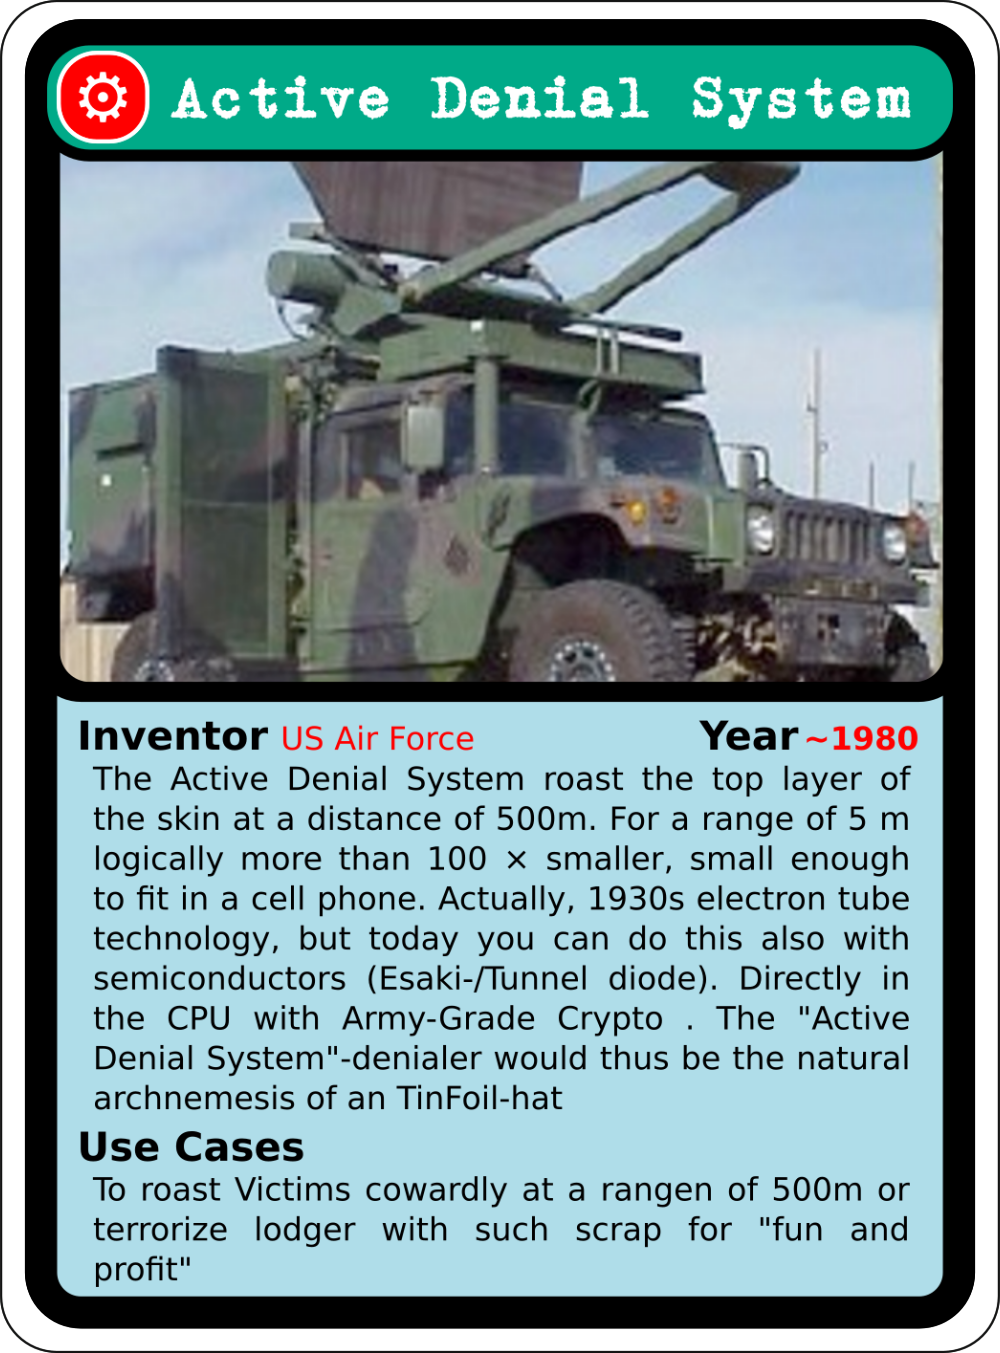 Active Denial System
Inventor US Air Force Year ~1980
The Active Denial System roast the top layer of
the skin at a distance of 500m. For a range of 5 m
logically more than 100 × smaller, small enough
to fit in a cell phone. Actually, 1930s electron tube
technology, but today you can do this also with
semiconductors (Esaki-/Tunnel diode). Directly in
the CPU with Army-Grade Crypto . The "Active
Denial System"-denialer would thus be the natural
archnemesis of an TinFoil-hat
Use Cases
To roast Victims cowardly at a rangen of 500m or
terrorize lodger with such scrap for "fun and
profit"